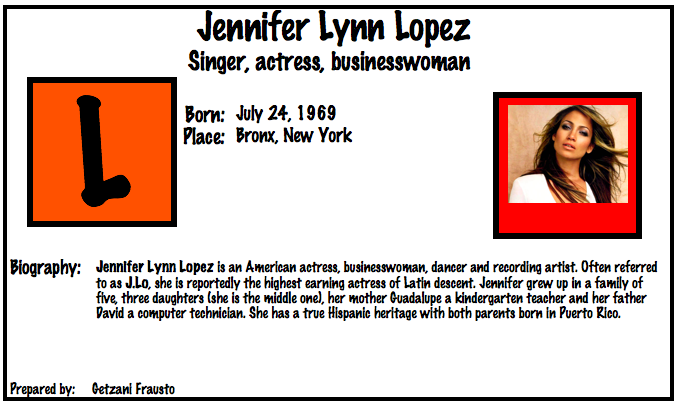 Jennifer Lynn Lopez
Singer, actress, businesswoman
L
Born: July 24, 1969
Place: Bronx, New York
Biography: Jennifer Lynn Lopez is an American actress, businesswoman, dancer and recording artist. Often referred
to as J.Lo, she is reportedly the highest earning actress of Latin descent. Jennifer grew up in a family of
five, three daughters (she is the middle one), her mother Guadalupe a kindergarten teacher and her father
David a computer technician. She has a true Hispanic heritage with both parents born in Puerto Rico.
Prepared by: Getzani Frausto